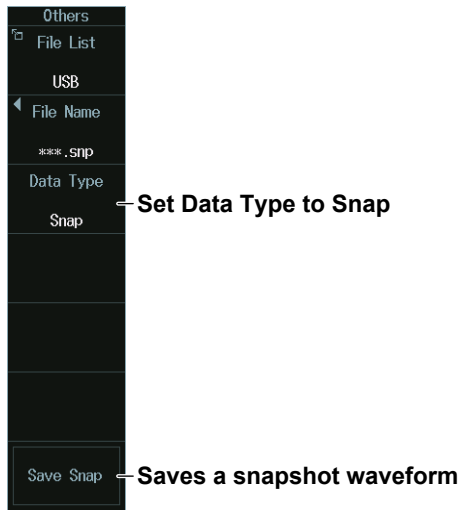 Others
File List
USB
File Name
***.snp
Data Type
Snap
Set Data Type to Snap
Save Snap
Saves a snapshot waveform